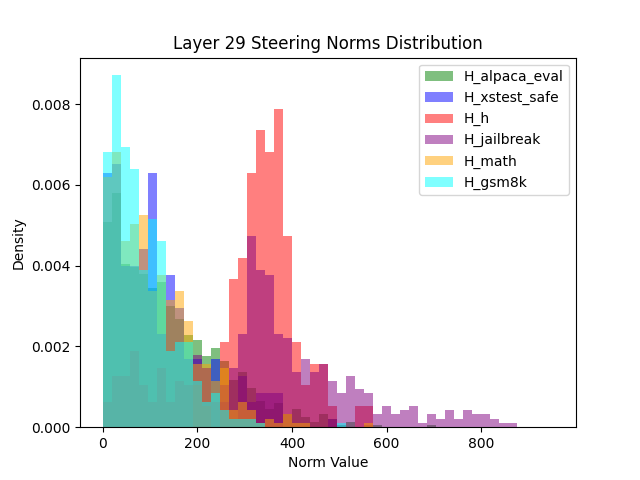 Layer 29 Steering Norms Distribution
H_alpaca_eval
H_xstest_safe
H_h
H_jailbreak
H_math
H_gsm8k
0.008
0.006
0.004
0.002
0.000
Density
0 200 400 600 800
Norm Value